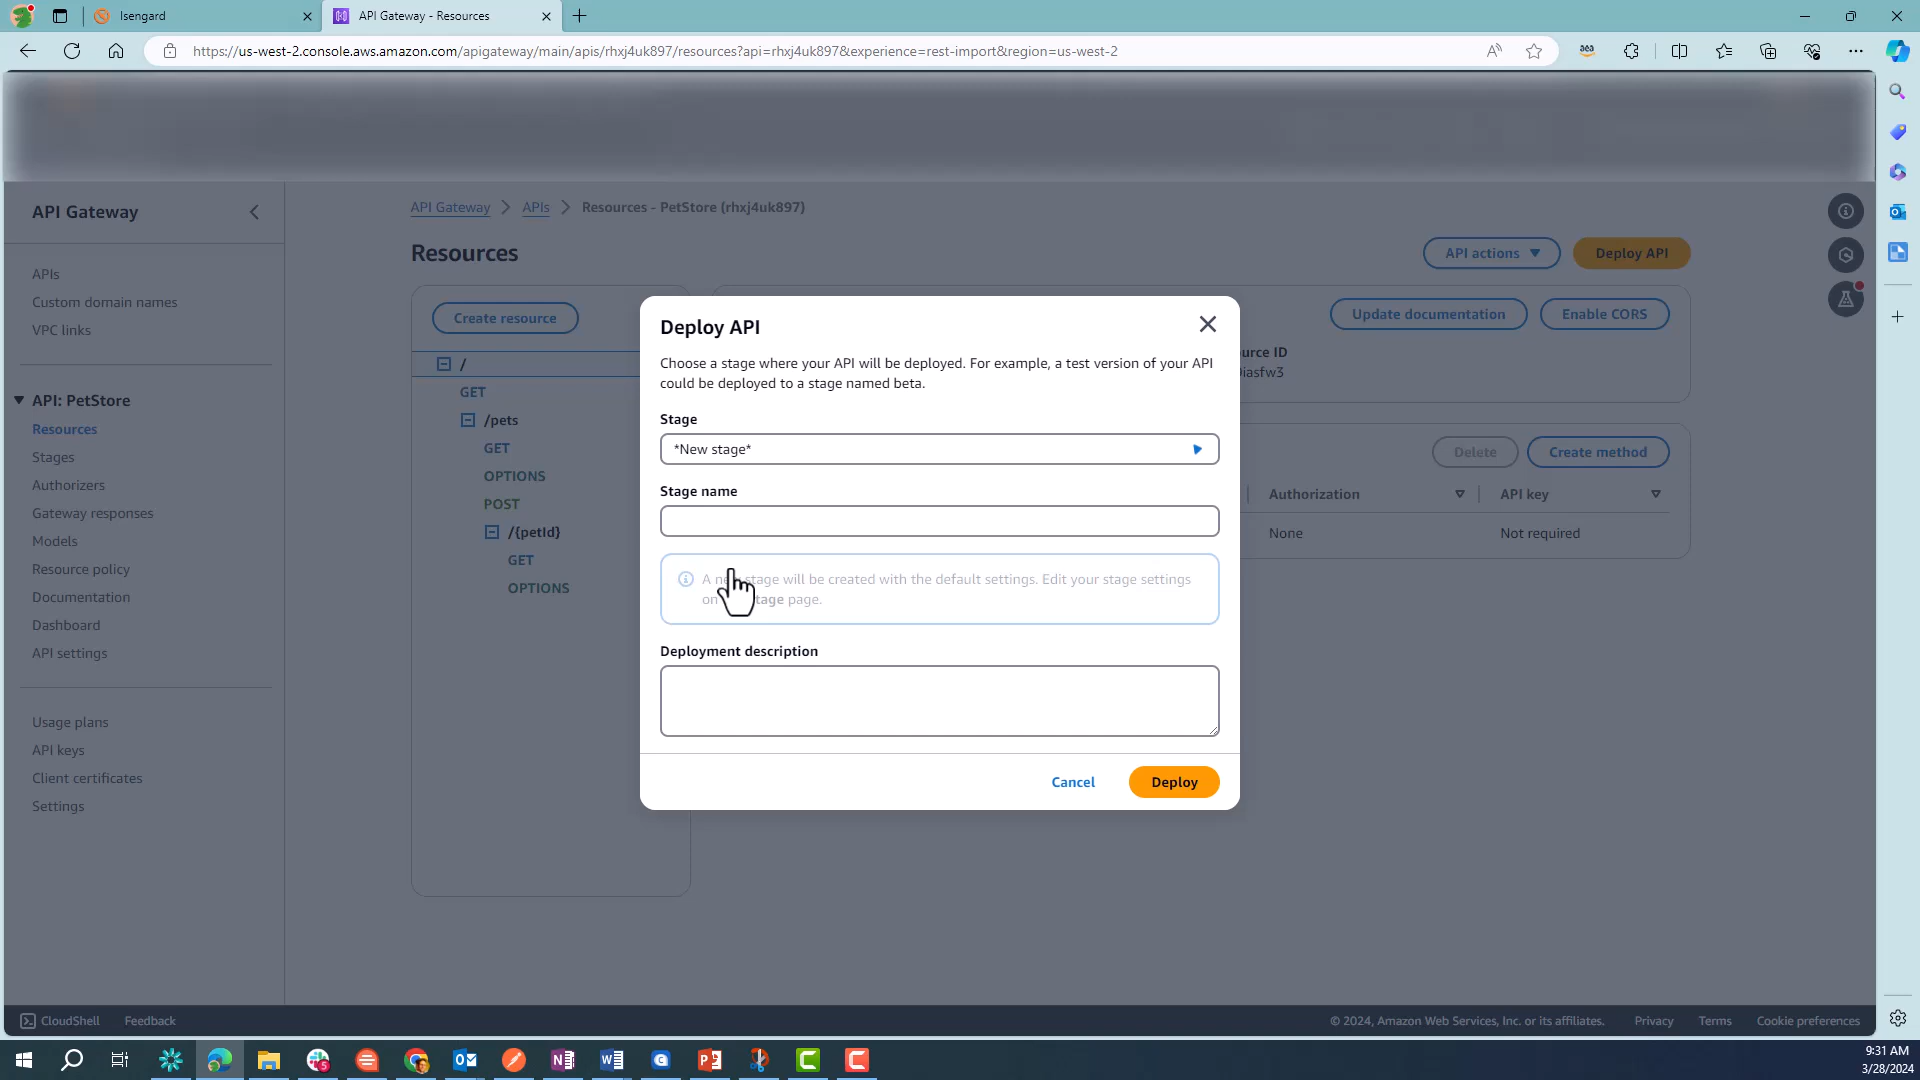 Isengard
API Gateway - Resources
https://us-west-2.console.aws.amazon.com/apigateway/main/apis/rhxj4uk897/resources?api=rhxj4uk897&experience=rest-import&region=us-west-2
API Gateway
APIs
Custom domain names
VPC links
API: PetStore
Resources
Stages
Authorizers
Gateway responses
Models
Resource policy
Documentation
Dashboard
API settings
Usage plans
API keys
Client certificates
Settings
API Gateway APIs Resources - PetStore (rhxj4uk897)
Resources
API actions
Deploy API
Create resource
/
GET
/pets
GET
OPTIONS
POST
/{petId}
GET
OPTIONS
Update documentation
Enable CORS
ource ID
iasfw3
Delete
Create method
Authorization
API key
None
Not required
Deploy API
Choose a stage where your API will be deployed. For example, a test version of your API
could be deployed to a stage named beta.
Stage
*New stage*
Stage name
A new stage will be created with the default settings. Edit your stage settings
on tage page.
Deployment description
Cancel
Deploy
CloudShell
Feedback
© 2024, Amazon Web Services, Inc. or its affiliates.
Privacy
Terms
Cookie preferences
9:31 AM
3/28/2024